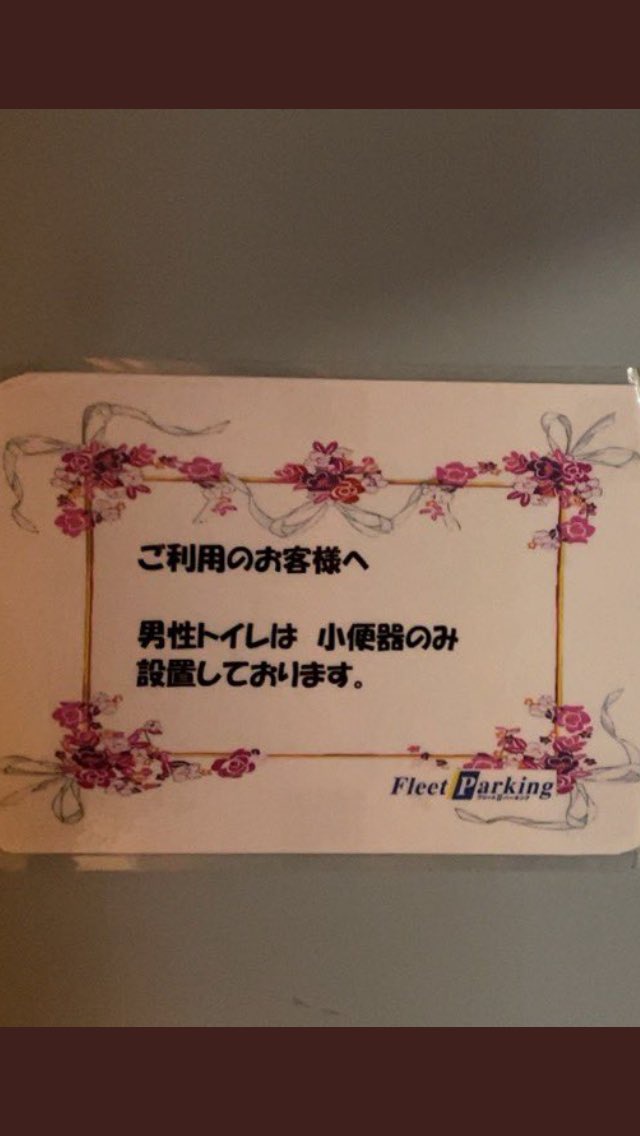 ご利用のお客様へ
男性トイレは 小便器のみ
設置しております。
Fleet Parking